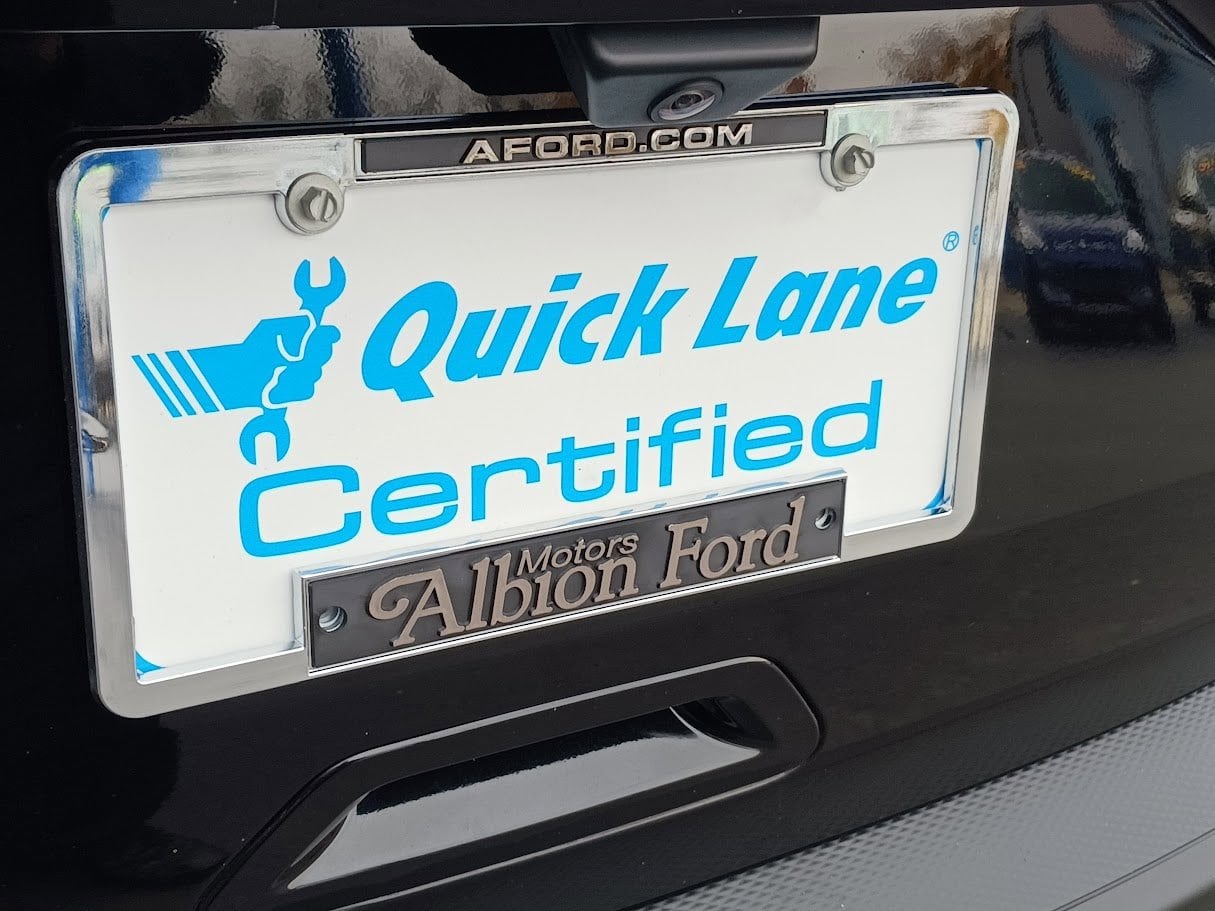 AFORD.COM
Quick Lane®
Certified
Motors
Albion Ford